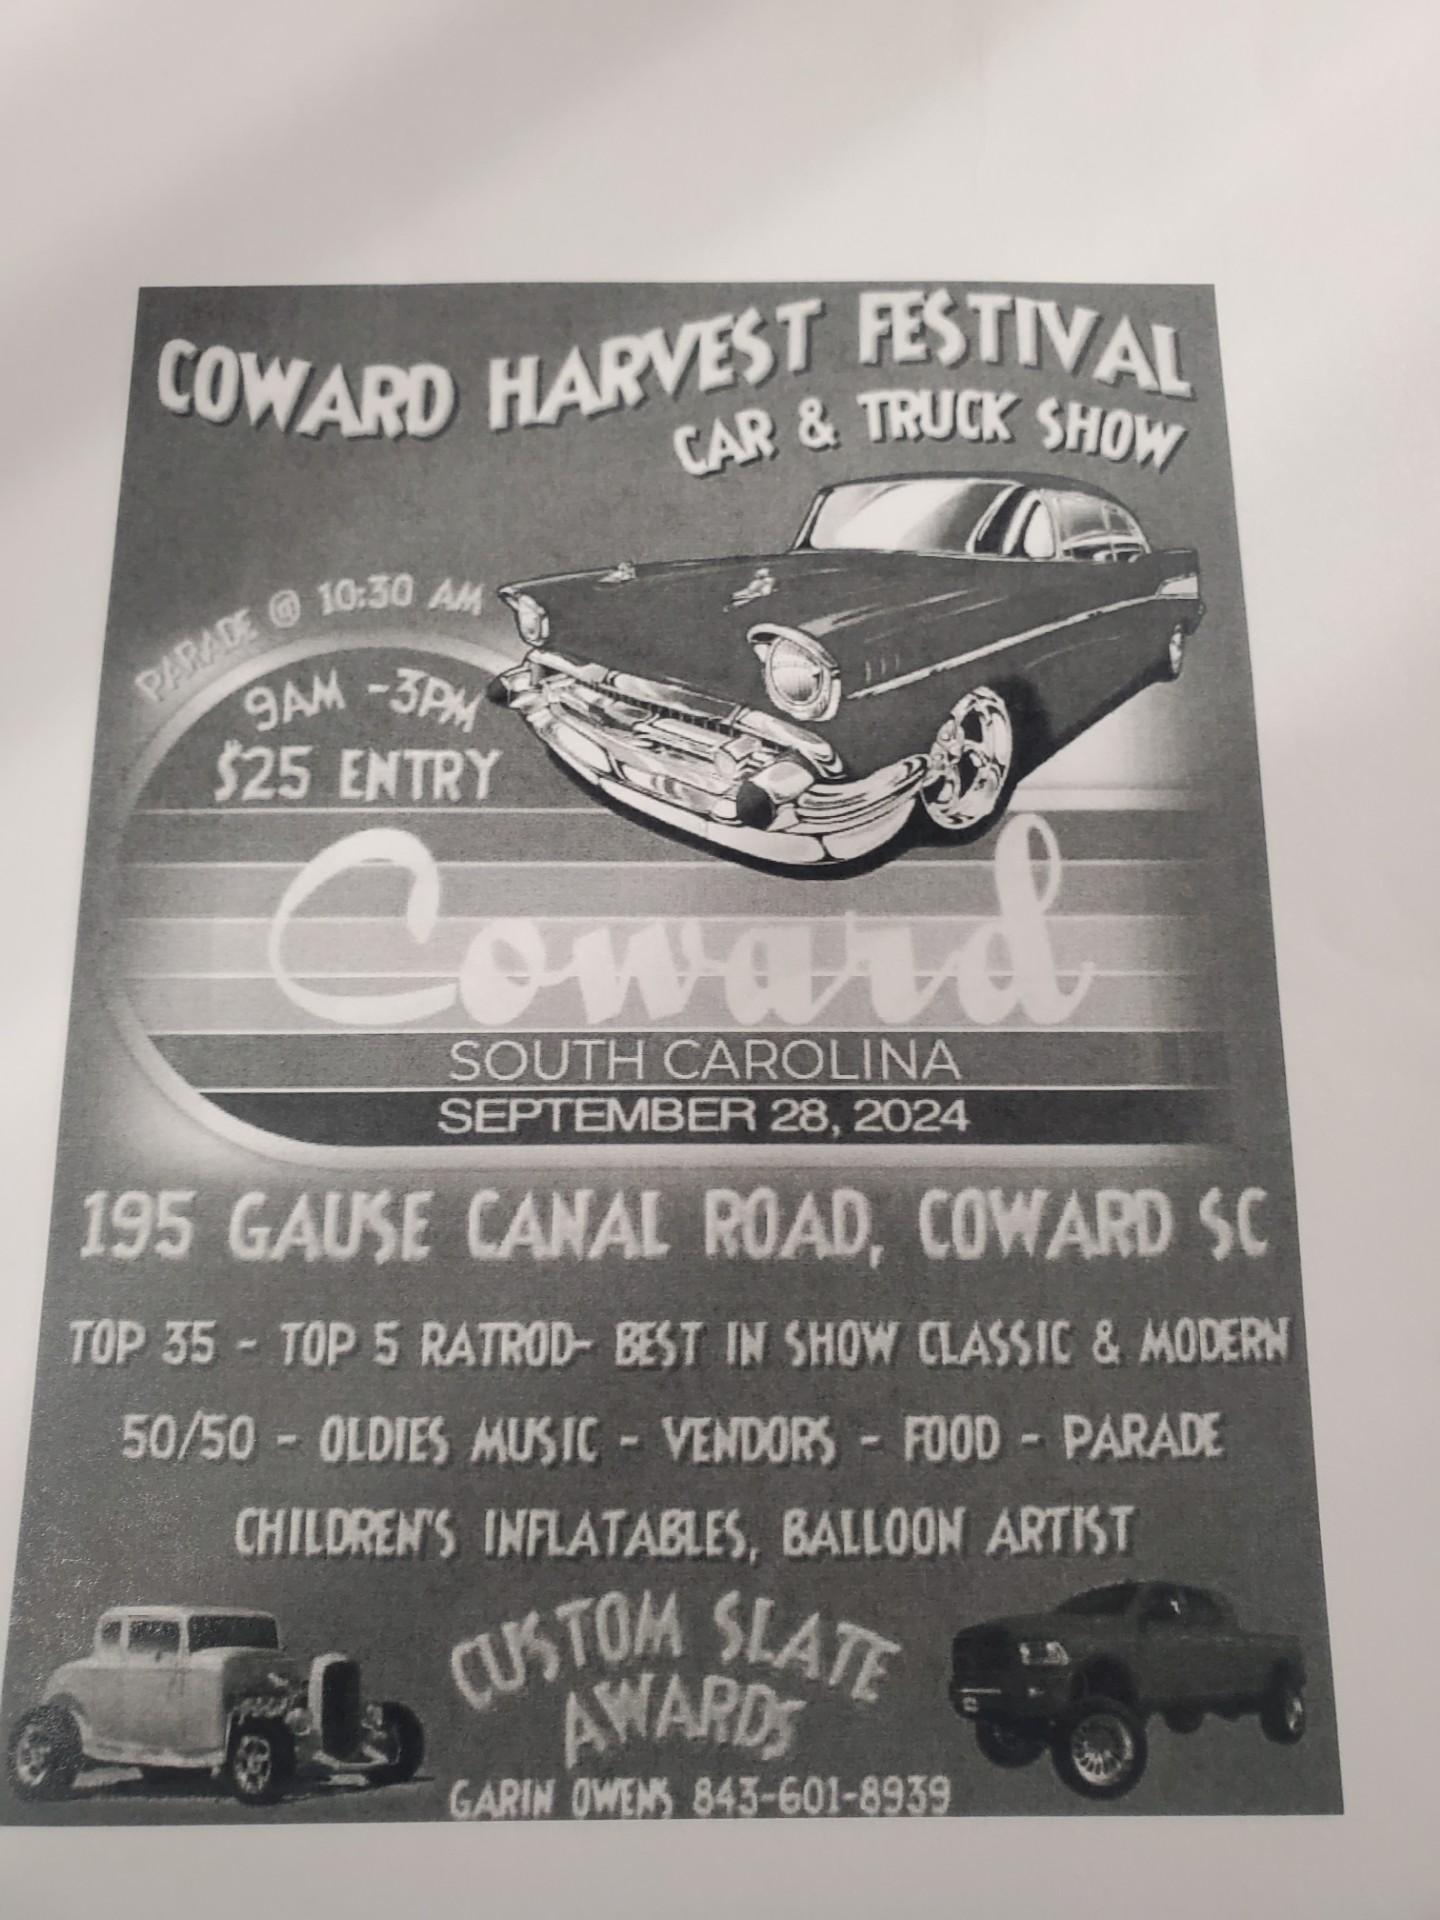 COWARD HARVEST FESTIVAL
CAR & TRUCK SHOW
PARADE @ 10:30 AM
9AM -3PM
$25 ENTRY
Coward
SOUTH CAROLINA
SEPTEMBER 28, 2024
195 GAUSE CANAL ROAD, COWARD SC
TOP 35 - TOP 5 RATROD- BEST IN SHOW CLASSIC & MODERN
50/50 - OLDIES MUSIC - VENDORS - FOOD - PARADE
CHILDREN'S INFLATABLES, BALLOON ARTIST
CUSTOM SLATE
AWARDS
GARIN OWENS 843-601-8939